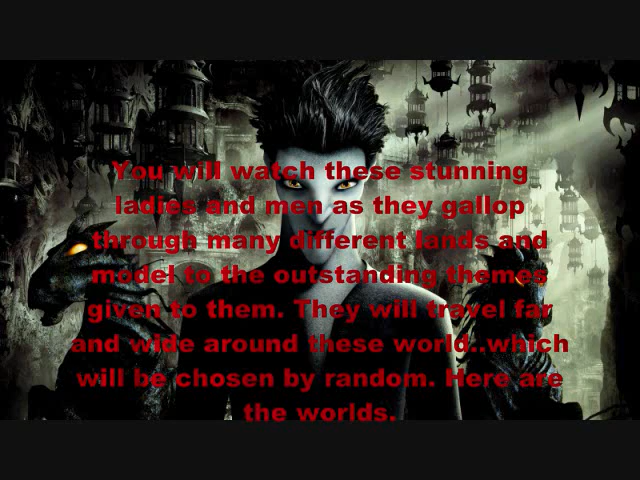 You will watch these stunning
ladies and men as they gallop
through many different lands and
model to the outstanding themes
given to them. They will travel far
and wide around these world..which
will be chosen by random. Here are
the worlds.